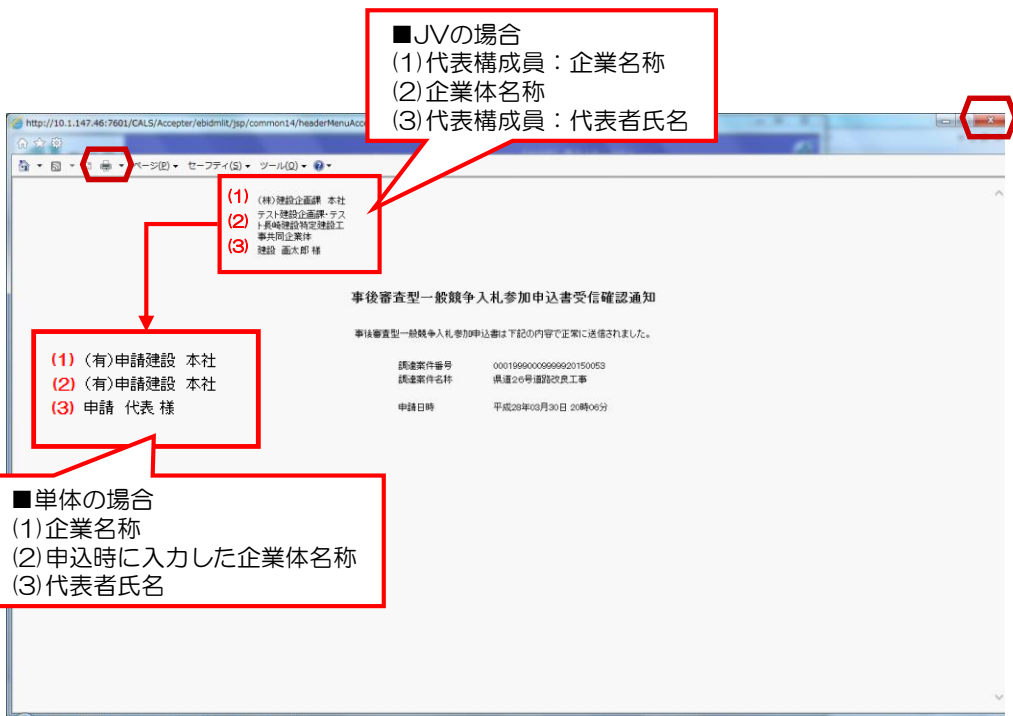 ■JVの場合
(1)代表構成員：企業名称
(2)企業体名称
(3)代表構成員：代表者氏名
http://10.1.147.46:7601/CALS/Accepter/ebidmlit/jsp/common14/headerMenuAcc
ページ(P) セーフティ(S) ツール(O)
(1) (株)建設企画課 本社
(2) テスト建設企画課・テス
ト長崎建設特定建設工
事共同企業体
(3) 建設 画太郎 様
事後審査型一般競争入札参加申込書受信確認通知
事後審査型一般競争入札参加申込書は下記の内容で正常に送信されました。
調達案件番号 00019990009999920150053
調達案件名称 県道26号道路改良工事
申請日時 平成28年03月30日 20時06分
(1) (有)申請建設 本社
(2) (有)申請建設 本社
(3) 申請 代表 様
■単体の場合
(1)企業名称
(2)申込時に入力した企業体名称
(3)代表者氏名